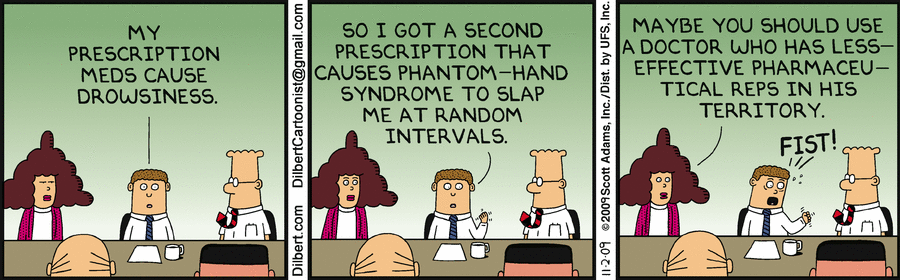 MY
PRESCRIPTION
MEDS CAUSE
DROWSINESS.
Dilbert.com DilbertCartoonist@gmail.com
SO I GOT A SECOND
PRESCRIPTION THAT
CAUSES PHANTOM-HAND
SYNDROME TO SLAP
ME AT RANDOM
INTERVALS.
11-2-09 ©2009 Scott Adams, Inc./Dist. by UFS, Inc.
MAYBE YOU SHOULD USE
A DOCTOR WHO HAS LESS-
EFFECTIVE PHARMACEU-
TICAL REPS IN HIS
TERRITORY.
FIST!